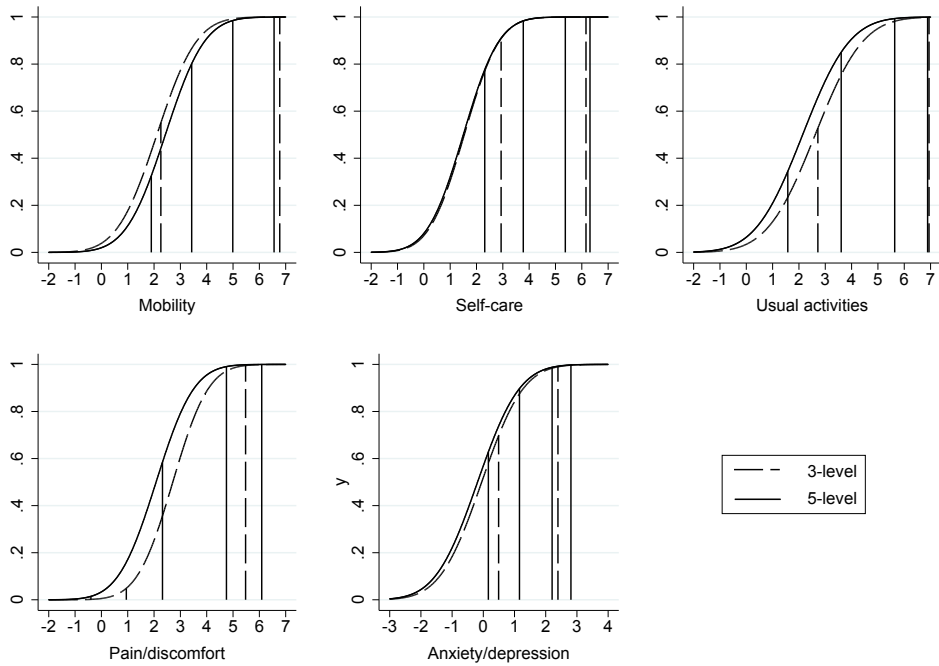 1
.8
.6
.4
.2
0
-2 -1 0 1 2 3 4 5 6 7
Mobility
1
.8
.6
.4
.2
0
-2 -1 0 1 2 3 4 5 6 7
Self-care
1
.8
.6
.4
.2
0
-2 -1 0 1 2 3 4 5 6 7
Usual activities
1
.8
.6
.4
.2
0
-2 -1 0 1 2 3 4 5 6 7
Pain/discomfort
y
1
.8
.6
.4
.2
0
-3 -2 -1 0 1 2 3 4
Anxiety/depression
3-level
5-level